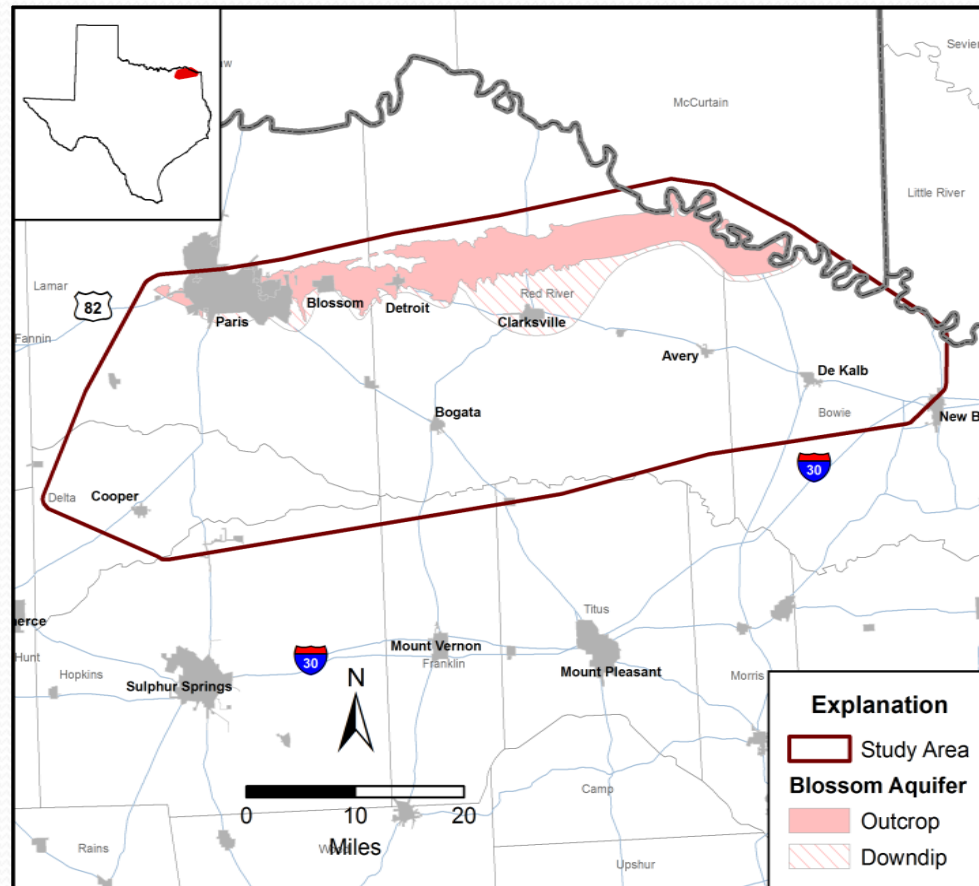 Sevier
McCurtain
Little River
Lamar
82
Fannin
Paris
Blossom
Detroit
Red River
Clarksville
Avery
De Kalb
Bowie
New B
Bogata
30
Delta
Cooper
Titus
Mount Vernon
Franklin
Hunt
Hopkins
30
Sulphur Springs
Mount Pleasant
Morris
N
0 10 20
Miles
Camp
Rains
Upshur
Explanation
Study Area
Blossom Aquifer
Outcrop
Downdip